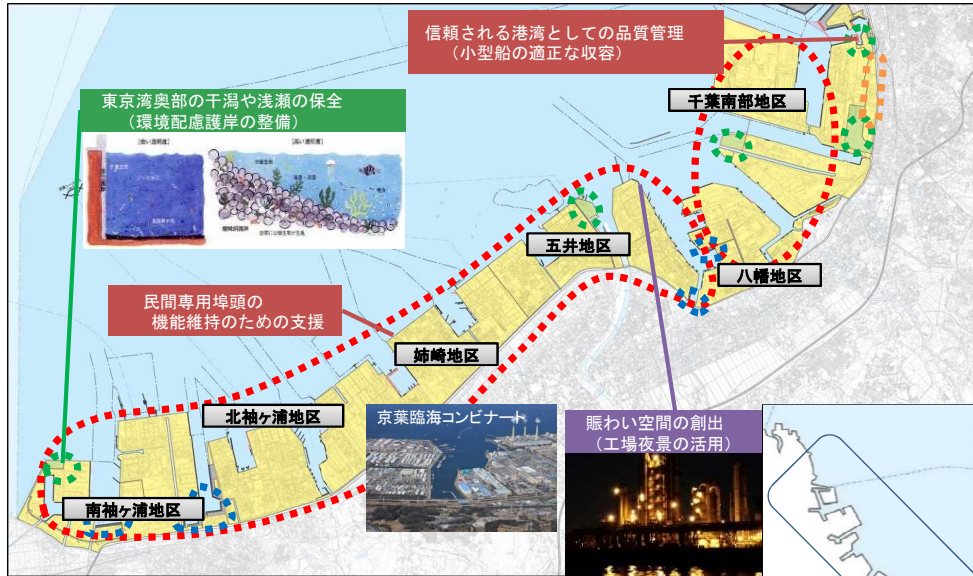 信頼される港湾としての品質管理
（小型船の適正な収容）
千葉南部地区
東京湾奥部の干潟や浅瀬の保全
（環境配慮護岸の整備）
五井地区
八幡地区
民間専用埠頭の
機能維持のための支援
姉崎地区
北袖ヶ浦地区
京葉臨海コンビナート
賑わい空間の創出
（工場夜景の活用）
南袖ヶ浦地区